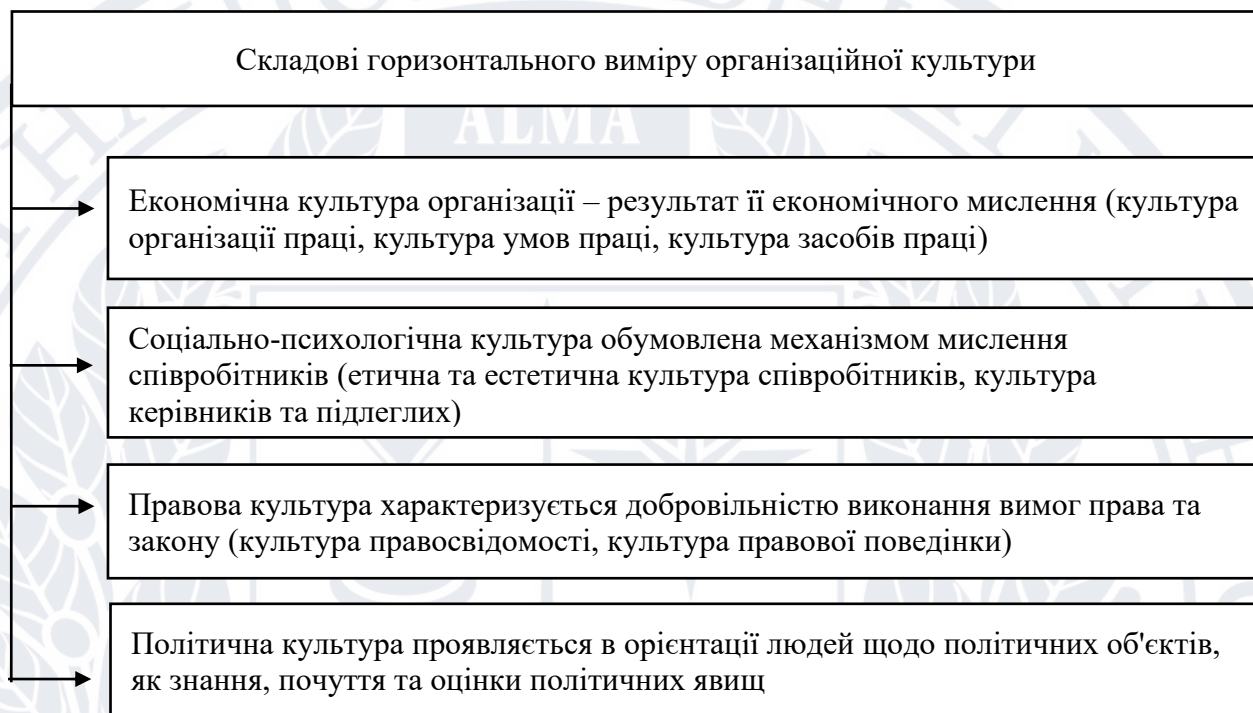 Складові горизонтального виміру організаційної культури
ALMA
Економічна культура організації – результат її економічного мислення (культура
організації праці, культура умов праці, культура засобів праці)
Соціально-психологічна культура обумовлена механізмом мислення
співробітників (етична та естетична культура співробітників, культура
керівників та підлеглих)
Правова культура характеризується добровільністю виконання вимог права та
закону (культура правосвідомості, культура правової поведінки)
Політична культура проявляється в орієнтації людей щодо політичних об'єктів,
як знання, почуття та оцінки політичних явищ